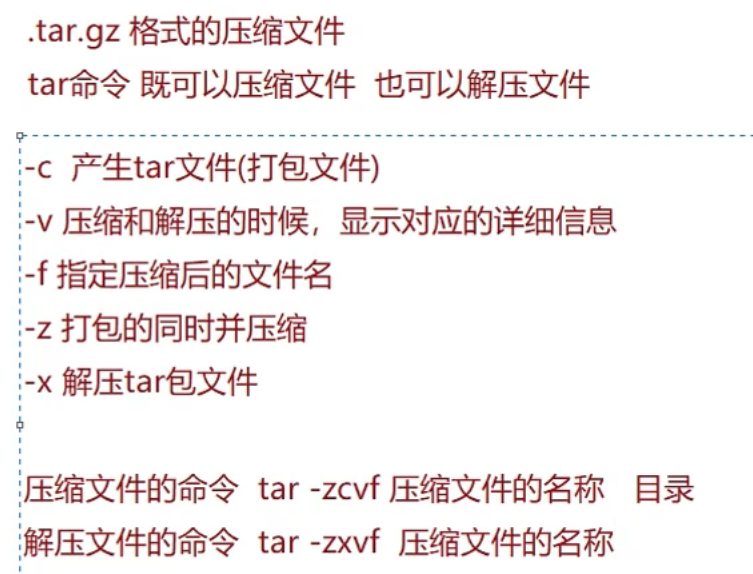 .tar.gz 格式的压缩文件
tar命令 既可以压缩文件 也可以解压文件
-c 产生tar文件(打包文件)
-v 压缩和解压的时候，显示对应的详细信息
-f 指定压缩后的文件名
-z 打包的同时并压缩
-x 解压tar包文件
压缩文件的命令 tar -zcvf 压缩文件的名称 目录
解压文件的命令 tar -zxvf 压缩文件的名称